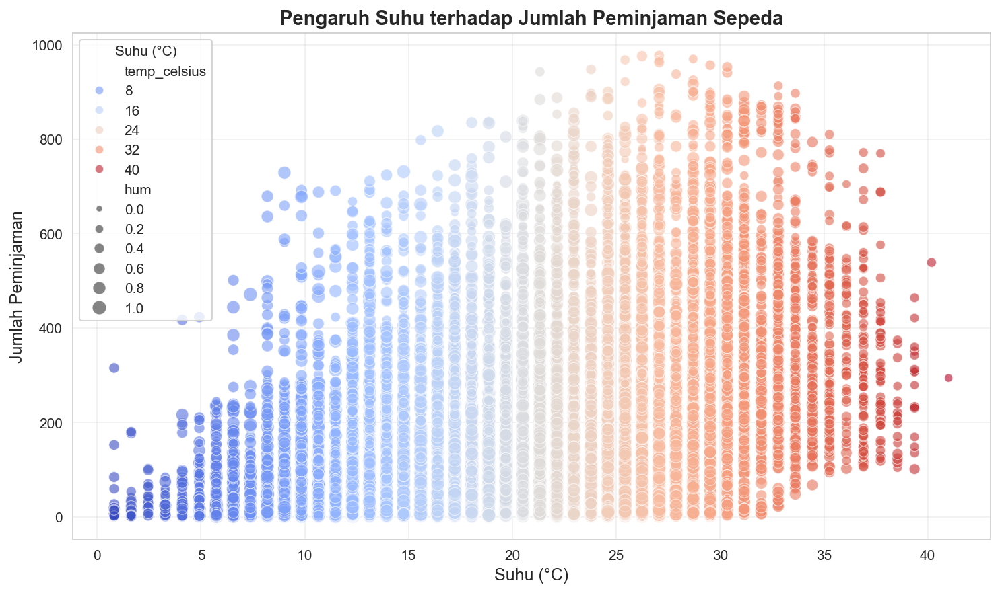 Pengaruh Suhu terhadap Jumlah Peminjaman Sepeda
Suhu (°C)
temp_celsius
8
16
24
32
40
hum
0.0
0.2
0.4
0.6
0.8
1.0
Jumlah Peminjaman
1000
800
600
400
200
0
0 5 10 15 20 25 30 35 40
Suhu (°C)